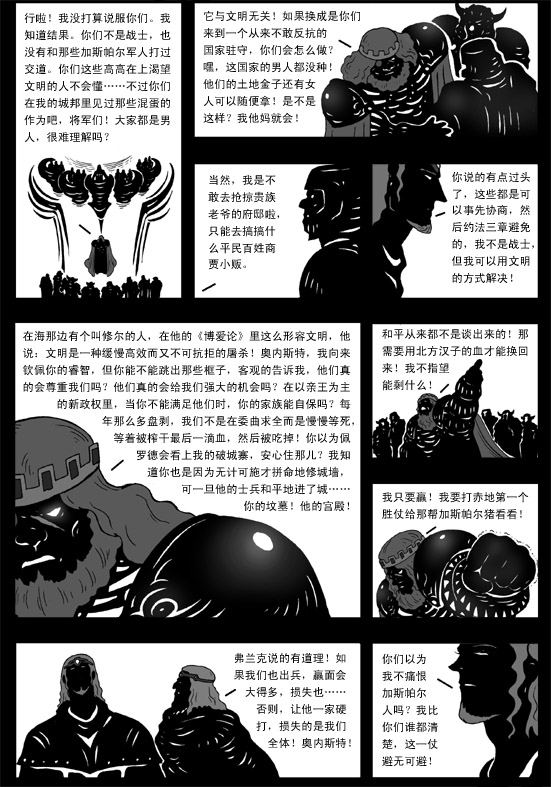 行啦！我没打算说服你们。我
知道结果。你们不是战士，也
没有和那些加斯帕尔军人打过
交道。你们这些高高在上渴望
文明的人不会懂……不过你们
在我的城邦里见过那些混蛋的
作为吧，将军们！大家都是男
人，很难理解吗？
它与文明无关！如果换成是你们
来到一个从来不敢反抗的
国家驻守，你们会怎么做？
嘿，这国家的男人都没种！
他们的土地金子还有女
人可以随便拿！是不是
这样？我他妈就会！
当然，我是不
敢去抢掠贵族
老爷的府邸啦，
只能去搞搞什
么平民百姓商
贾小贩。
你说的有点过头
了，这些都是可
以事先协商，然
后约法三章避免
的，我不是战士，
但我可以用文明
的方式解决！
在海那边有个叫修尔的人，在他的《博爱论》里这么形容文明，他
说：文明是一种缓慢高效而又不可抗拒的屠杀！奥内斯特，我向来
钦佩你的睿智，但你能不能跳出那些框子，客观的告诉我，他们真
的会尊重我们吗？他们真的会给我们强大的机会吗？在以亲王为主
的新政权里，当你不能满足他们时，你的家族能自保吗？每
年那么多盘剥，我们不是在委曲求全而是慢慢等死，
等着被榨干最后一滴血，然后被吃掉！你以为佩
罗德会看上我的破城寨，安心住那儿？我知
道你也是因为无计可施才拼命地修城墙，
可一旦他的士兵和平地进了城……
你的坟墓！他的宫殿！
和平从来都不是谈出来的！那
需要用北方汉子的血才能换回
来！我不指望
能剩什么！
我只要赢！我要打赤地第一个
胜仗给那帮加斯帕尔猪看看！
弗兰克说的有道理！如
果我们也出兵，赢面会
大得多，损失也……
否则，让他一家硬
打，损失的是我们
全体！奥内斯特！
你们以为
我不痛恨
加斯帕尔
人吗？我比
你们谁都清
楚，这一仗
避无可避！